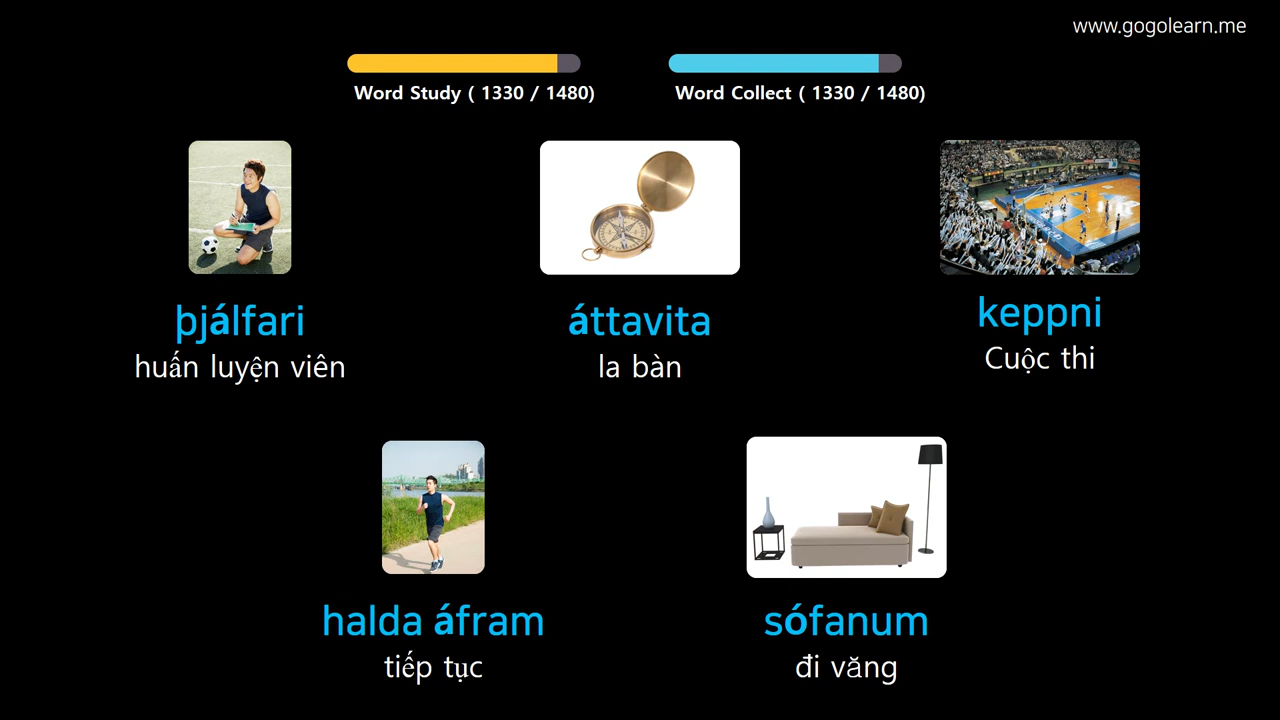 www.gogolearn.me
Word Study ( 1330 / 1480)
Word Collect ( 1330 / 1480)
þjálfari
huấn luyện viên
áttavita
la bàn
keppni
Cuộc thi
halda áfram
tiếp tục
sófanum
đi văng